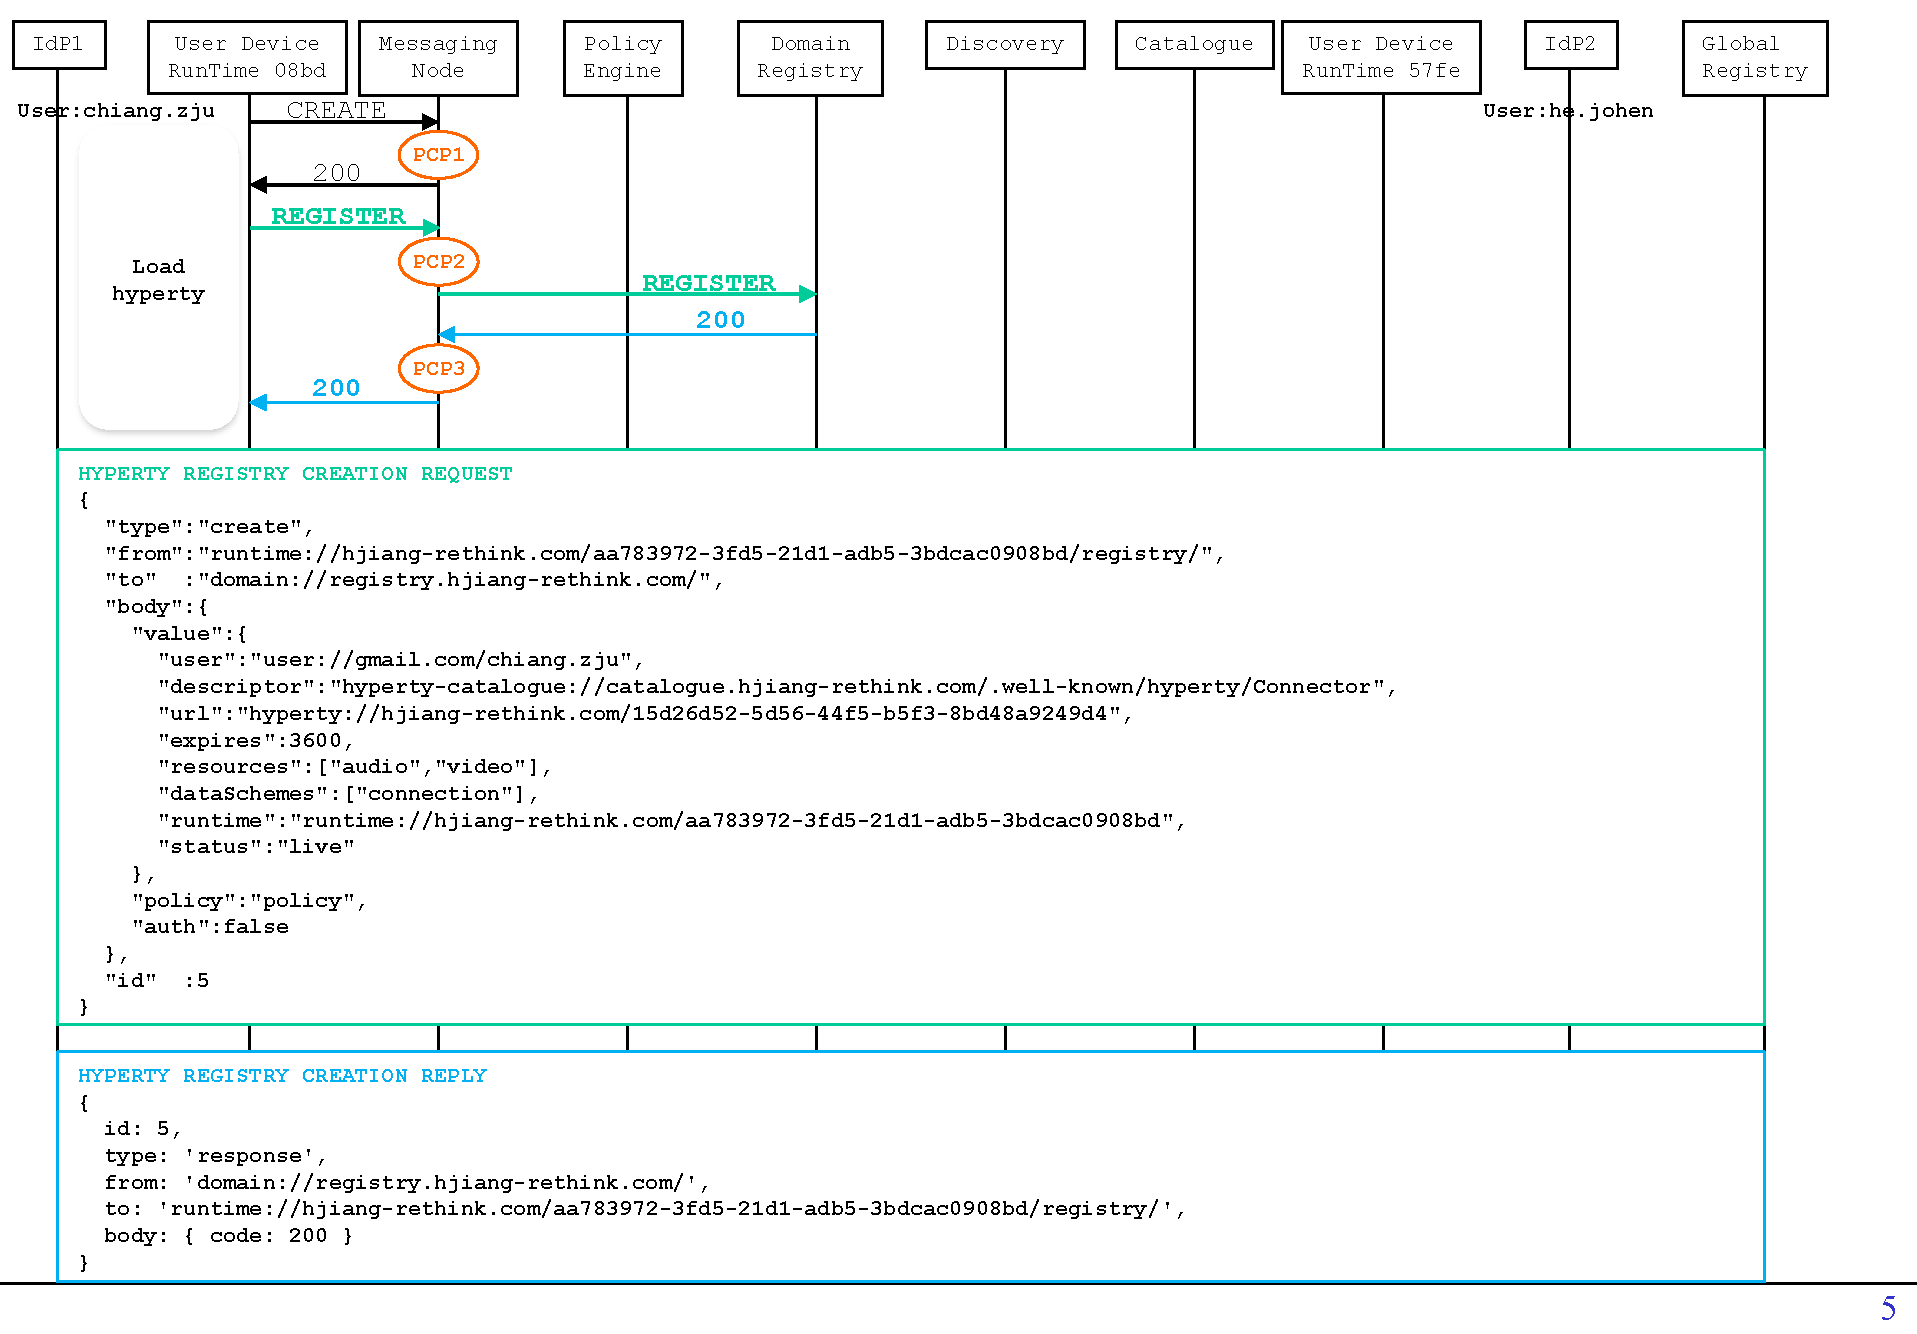 IdP1
User Device
RunTime 08bd
Messaging
Node
Policy
Engine
Domain
Registry
Discovery
Catalogue
User Device
RunTime 57fe
IdP2
Global
Registry
User:chiang.zju
User:he.johen
CREATE
PCP1
200
REGISTER
PCP2
Load
hyperty
REGISTER
200
PCP3
200
HYPERTY REGISTRY CREATION REQUEST
{
  "type":"create",
  "from":"runtime://hjiang-rethink.com/aa783972-3fd5-21d1-adb5-3bdcac0908bd/registry/",
  "to"  :"domain://registry.hjiang-rethink.com/",
  "body":{
    "value":{
      "user":"user://gmail.com/chiang.zju",
      "descriptor":"hyperty-catalogue://catalogue.hjiang-rethink.com/.well-known/hyperty/Connector",
      "url":"hyperty://hjiang-rethink.com/15d26d52-5d56-44f5-b5f3-8bd48a9249d4",
      "expires":3600,
      "resources":["audio","video"],
      "dataSchemes":["connection"],
      "runtime":"runtime://hjiang-rethink.com/aa783972-3fd5-21d1-adb5-3bdcac0908bd",
      "status":"live"
    },
    "policy":"policy",
    "auth":false
  },
  "id"  :5
}
HYPERTY REGISTRY CREATION REPLY
{
  id: 5,
  type: 'response',
  from: 'domain://registry.hjiang-rethink.com/',
  to: 'runtime://hjiang-rethink.com/aa783972-3fd5-21d1-adb5-3bdcac0908bd/registry/',
  body: { code: 200 }
}
5